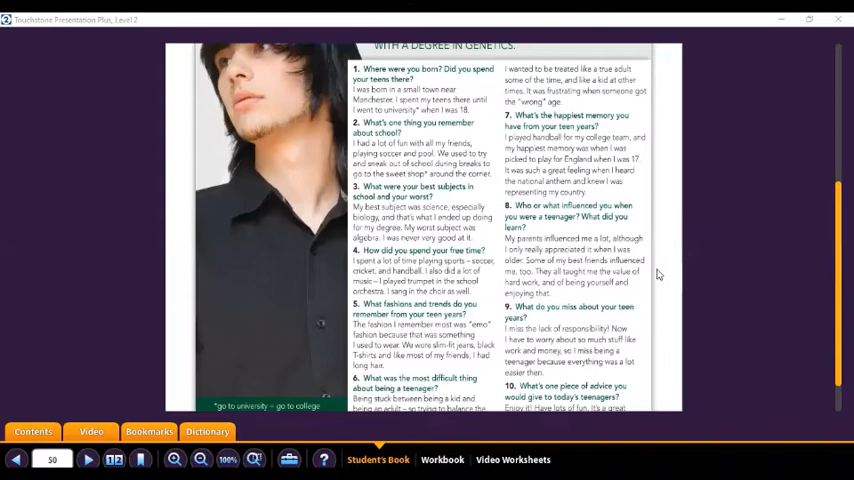 Touchstone Presentation Plus, Level 2
WITH A DEGREE IN GENETICS.
1. Where were you born? Did you spend
your teens there?
I was born in a small town near
Manchester. I spent my teens there until
I went to university* when I was 18.
2. What's one thing you remember
about school?
I had a lot of fun with all my friends,
playing soccer and pool. We used to try
and sneak out of school during breaks to
go to the sweet shop* around the corner.
3. What were your best subjects in
school and your worst?
My best subject was science, especially
biology, and that's what I ended up doing
for my degree. My worst subject was
algebra. I was never very good at it.
4. How did you spend your free time?
I spent a lot of time playing sports – soccer,
cricket, and handball. I also did a lot of
music – I played trumpet in the school
orchestra. I sang in the choir as well.
5. What fashions and trends do you
remember from your teen years?
The fashion I remember most was "emo"
fashion because that was something
I used to wear. We wore slim-fit jeans, black
T-shirts and like most of my friends, I had
long hair.
6. What was the most difficult thing
about being a teenager?
Being stuck between being a kid and
being an adult – so trying to balance the
I wanted to be treated like a true adult
some of the time, and like a kid at other
times. It was frustrating when someone got
the "wrong" age.
7. What's the happiest memory you
have from your teen years?
I played handball for my college team, and
my happiest memory was when I was
picked to play for England when I was 17.
It was such a great feeling when I heard
the national anthem and knew I was
representing my country.
8. Who or what influenced you when
you were a teenager? What did you
learn?
My parents influenced me a lot, although
I only really appreciated it when I was
older. Some of my best friends influenced
me, too. They all taught me the value of
hard work, and of being yourself and
enjoying that.
9. What do you miss about your teen
years?
I miss the lack of responsibility! Now
I have to worry about so much stuff like
work and money, so I miss being a
teenager because everything was a lot
easier then.
10. What's one piece of advice you
would give to today's teenagers?
Enjoy it! Have lots of fun. It's a great
*go to university – go to college
Contents
Video
Bookmarks
Dictionary
50
12
100%
?
Student's Book
Workbook
Video Worksheets